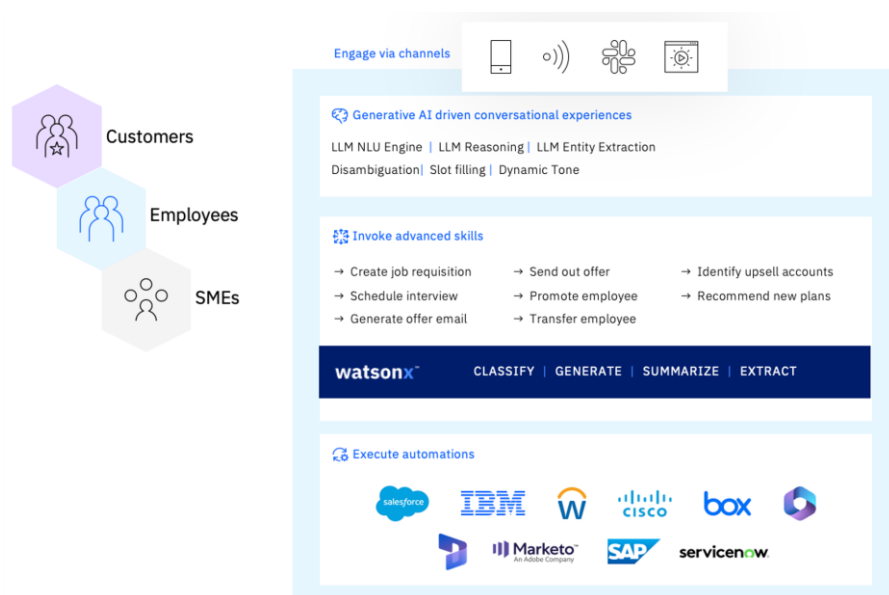 Engage via channels
Customers
Employees
SMEs
Generative AI driven conversational experiences
LLM NLU Engine | LLM Reasoning | LLM Entity Extraction
Disambiguation | Slot filling | Dynamic Tone
Invoke advanced skills
→ Create job requisition → Send out offer → Identify upsell accounts
→ Schedule interview → Promote employee → Recommend new plans
→ Generate offer email → Transfer employee
watsonx™ CLASSIFY | GENERATE | SUMMARIZE | EXTRACT
Execute automations
salesforce IBM W cisco box
Marketo™ SAP servicenow.
An Adobe Company